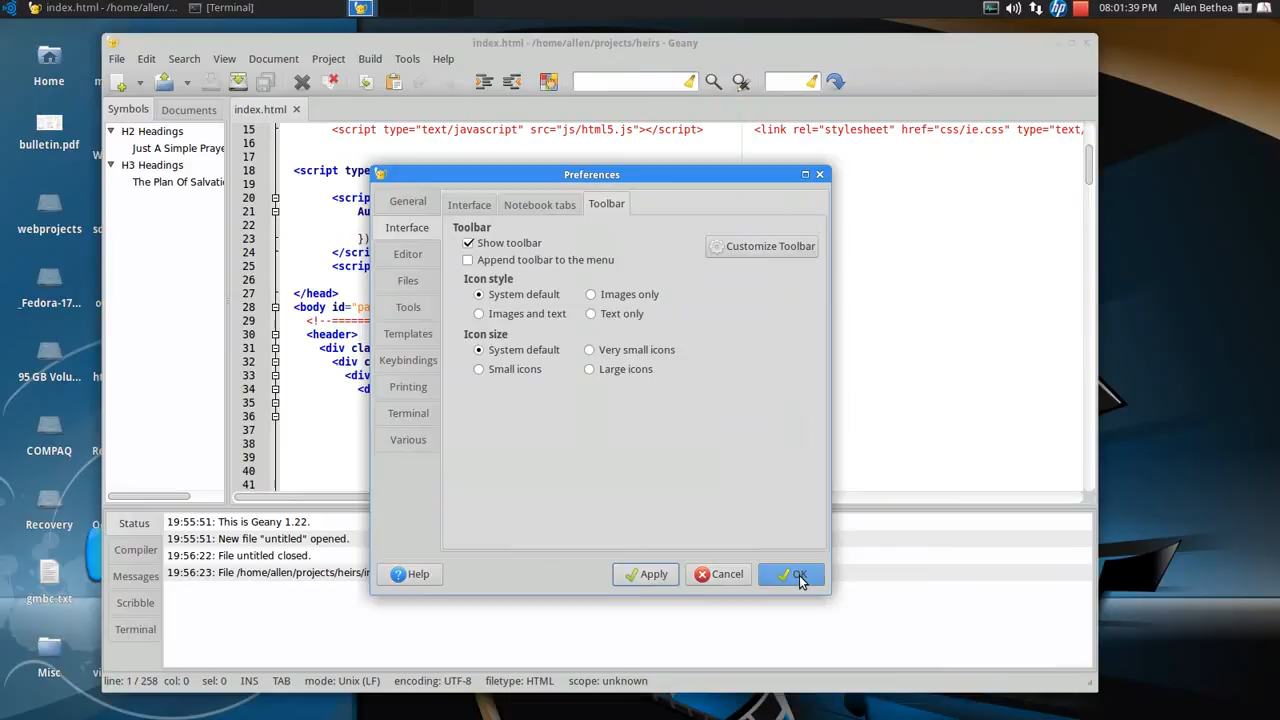 index.html - /home/allen/...
[Terminal]
08:01:39 PM
Allen Bethea
index.html - /home/allen/projects/heirs - Geany
File Edit Search View Document Project Build Tools Help
Symbols Documents index.html
H2 Headings
Just A Simple Praye
H3 Headings
The Plan Of Salvati
15 <script type="text/javascript" src="js/html5.js"></script> <link rel="stylesheet" href="css/ie.css" type="text/
16
17
18 <script type
19
20 <scrip
21 Au
22
23 })
24 </scri
25 <scrip
26
27 </head>
28 <body id="pa
29 <!--======
30 <header>
31 <div cla
32 <div c
33 <div
34 <d
35
36
37
38
39
40
41
Preferences
General
Interface
Editor
Files
Tools
Templates
Keybindings
Printing
Terminal
Various
Interface Notebook tabs Toolbar
Toolbar
Show toolbar
Customize Toolbar
Append toolbar to the menu
Icon style
System default Images only
Images and text Text only
Icon size
System default Very small icons
Small icons Large icons
Help Apply Cancel OK
Status
Compiler
Messages
Scribble
Terminal
19:55:51: This is Geany 1.22.
19:55:51: New file "untitled" opened.
19:56:22: File untitled closed.
19:56:23: File /home/allen/projects/heirs/in
line: 1 / 258 col: 0 sel: 0 INS TAB mode: Unix (LF) encoding: UTF-8 filetype: HTML scope: unknown
Home
bulletin.pdf
webprojects
_Fedora-17...
95 GB Volu...
COMPAQ
Recovery
gmbc.txt
Misc